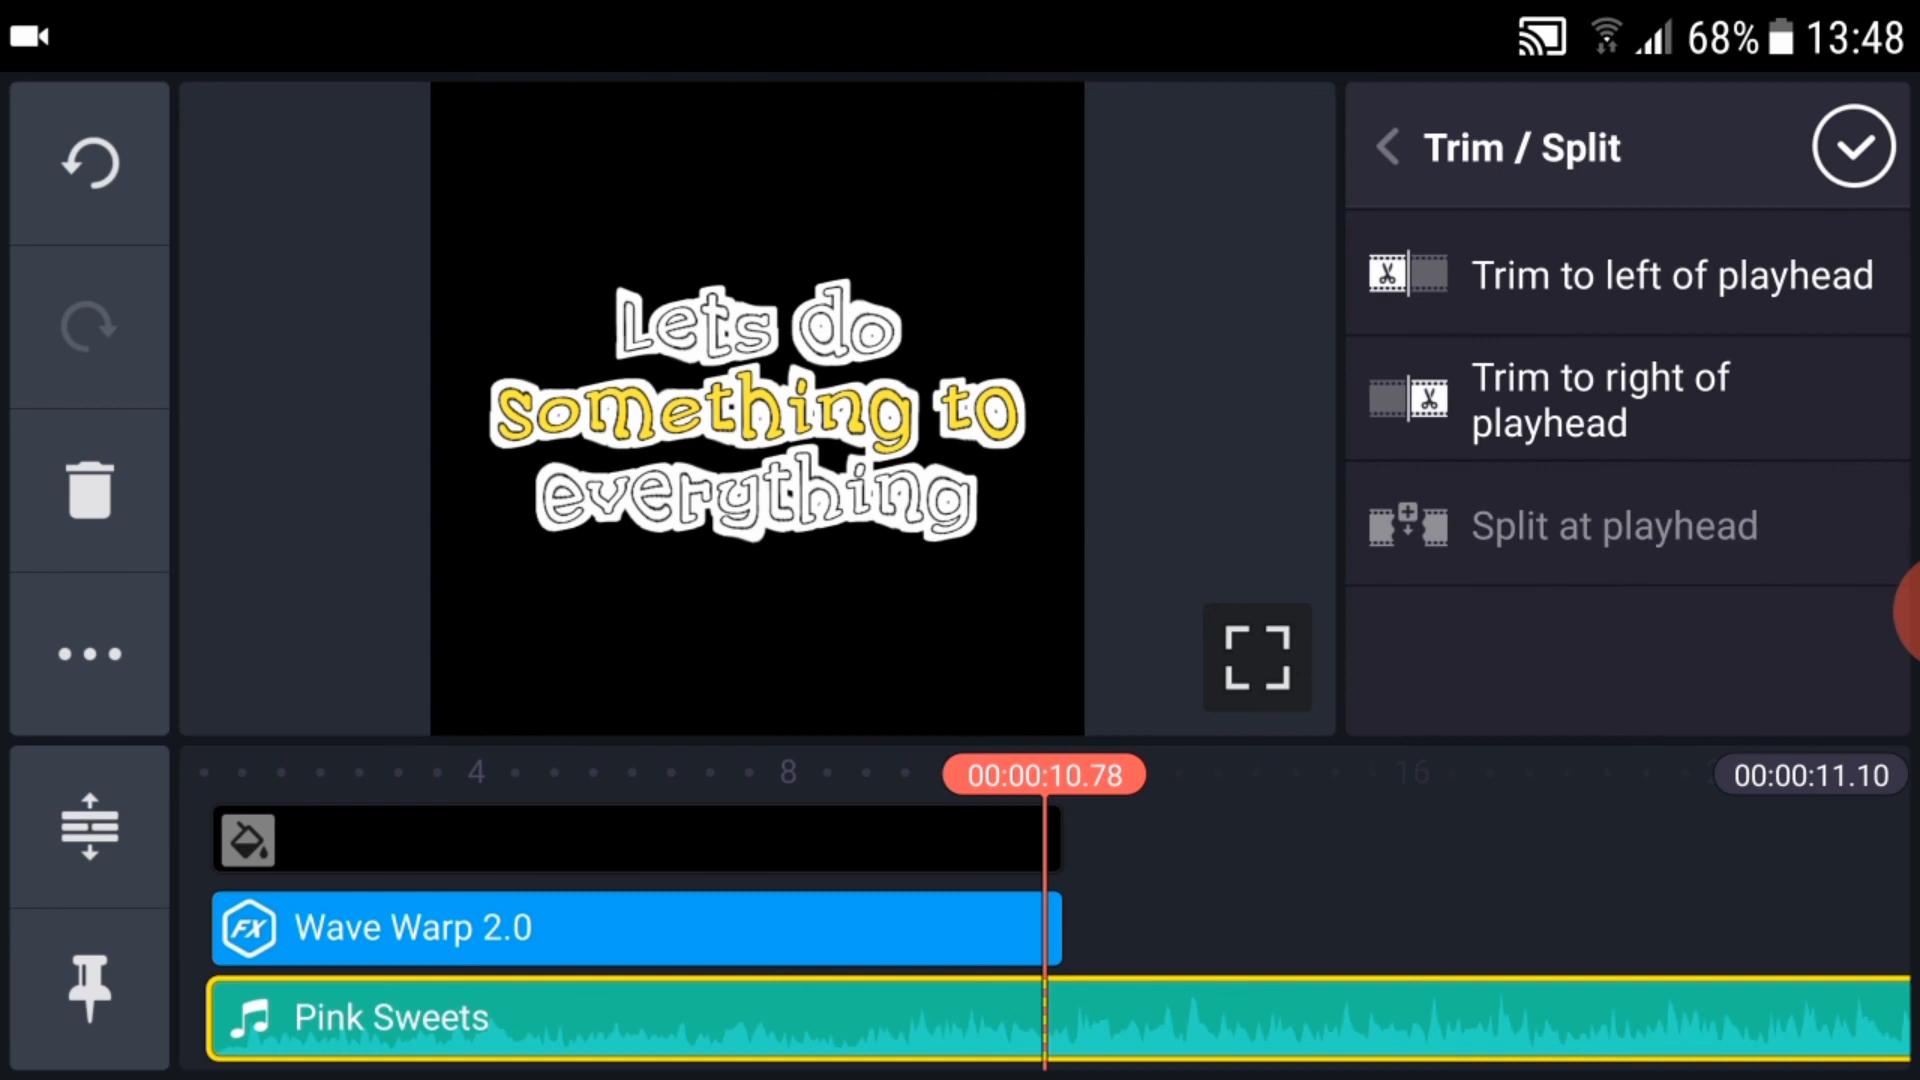 68% 13:48
Trim / Split
Trim to left of playhead
Trim to right of
playhead
Split at playhead
Lets do
something to
everything
4 8 00:00:10.78 16 00:00:11.10
FX Wave Warp 2.0
Pink Sweets